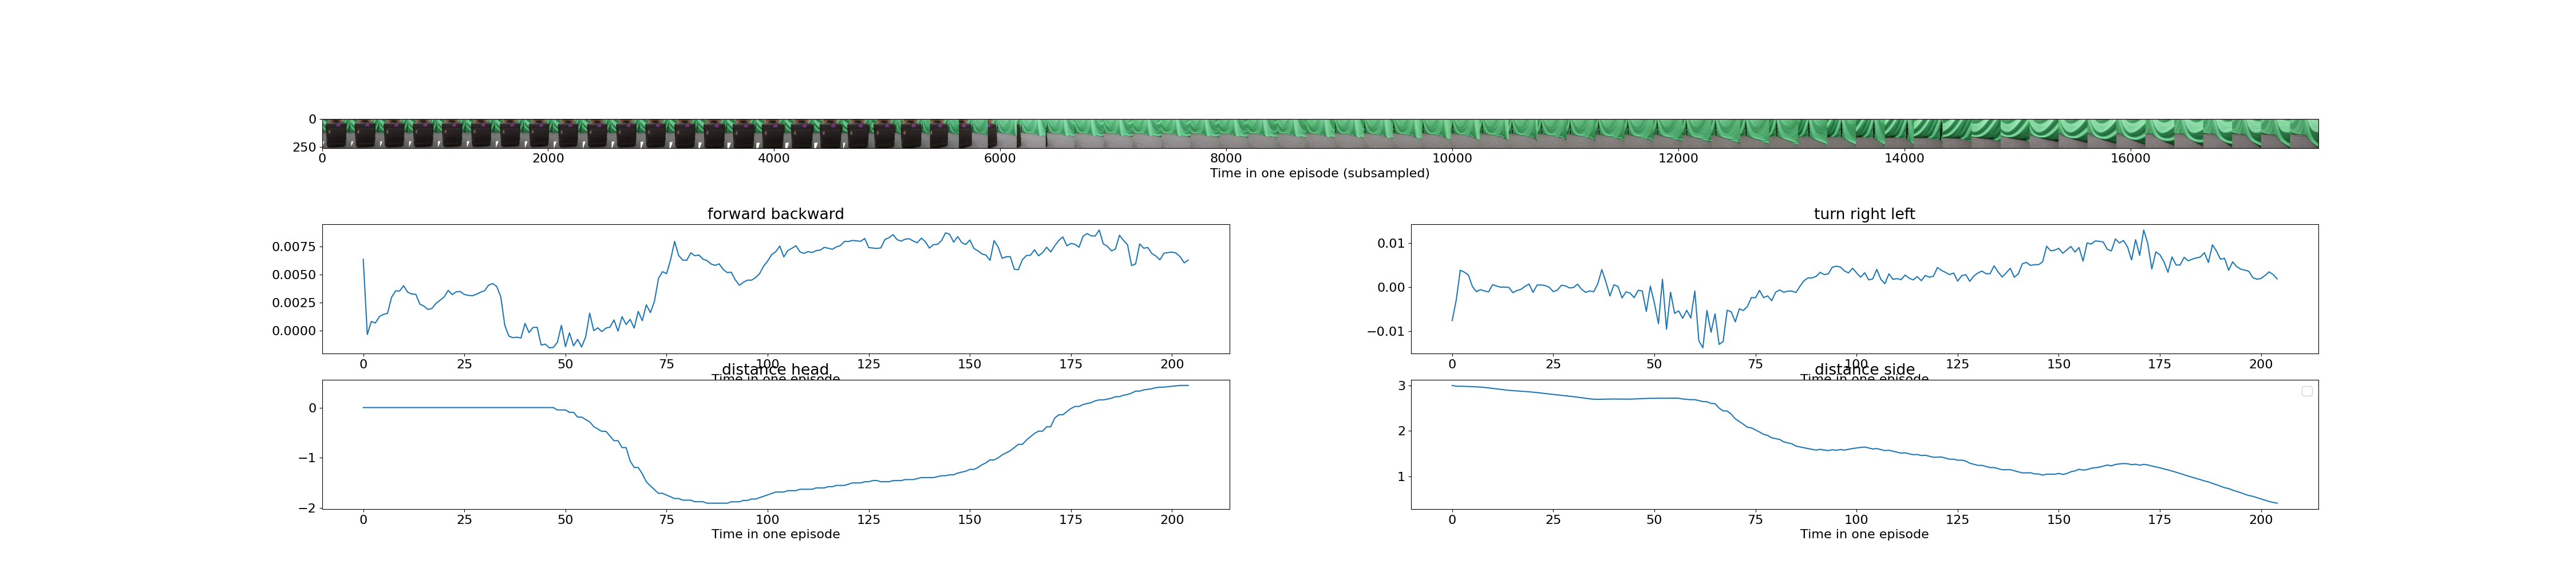 0
250
0 2000 4000 6000 8000 10000 12000 14000 16000
Time in one episode (subsampled)
forward backward
0.0075
0.0050
0.0025
0.0000
0 25 50 75 100 125 150 175 200
Time in one episode
turn right left
0.01
0.00
−0.01
0 25 50 75 100 125 150 175 200
Time in one episode
distance head
0
−1
−2
0 25 50 75 100 125 150 175 200
Time in one episode
distance side
3
2
1
0 25 50 75 100 125 150 175 200
Time in one episode